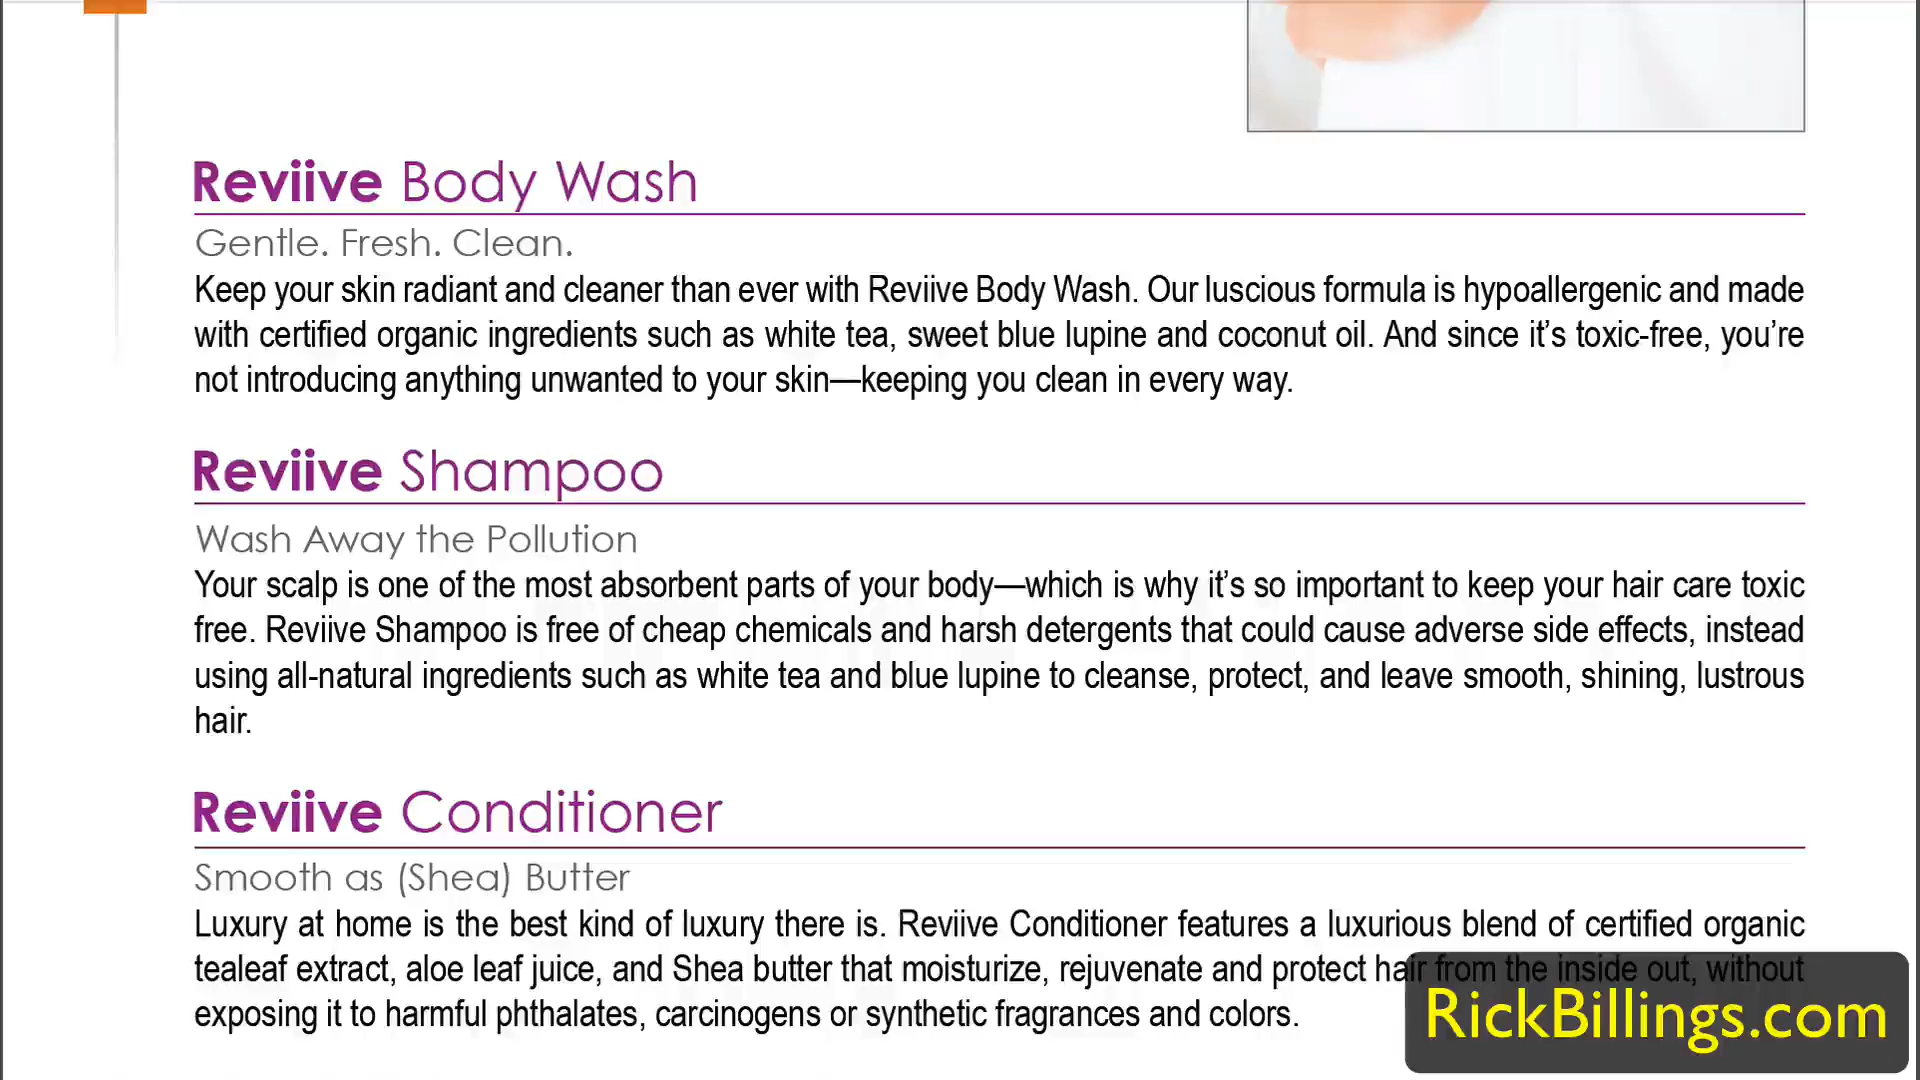 Reviive Body Wash
Gentle. Fresh. Clean.
Keep your skin radiant and cleaner than ever with Reviive Body Wash. Our luscious formula is hypoallergenic and made
with certified organic ingredients such as white tea, sweet blue lupine and coconut oil. And since it’s toxic-free, you’re
not introducing anything unwanted to your skin—keeping you clean in every way.
Reviive Shampoo
Wash Away the Pollution
Your scalp is one of the most absorbent parts of your body—which is why it’s so important to keep your hair care toxic
free. Reviive Shampoo is free of cheap chemicals and harsh detergents that could cause adverse side effects, instead
using all-natural ingredients such as white tea and blue lupine to cleanse, protect, and leave smooth, shining, lustrous
hair.
Reviive Conditioner
Smooth as (Shea) Butter
Luxury at home is the best kind of luxury there is. Reviive Conditioner features a luxurious blend of certified organic
tealeaf extract, aloe leaf juice, and Shea butter that moisturize, rejuvenate and protect hair from the inside out, without
exposing it to harmful phthalates, carcinogens or synthetic fragrances and colors.
RickBillings.com